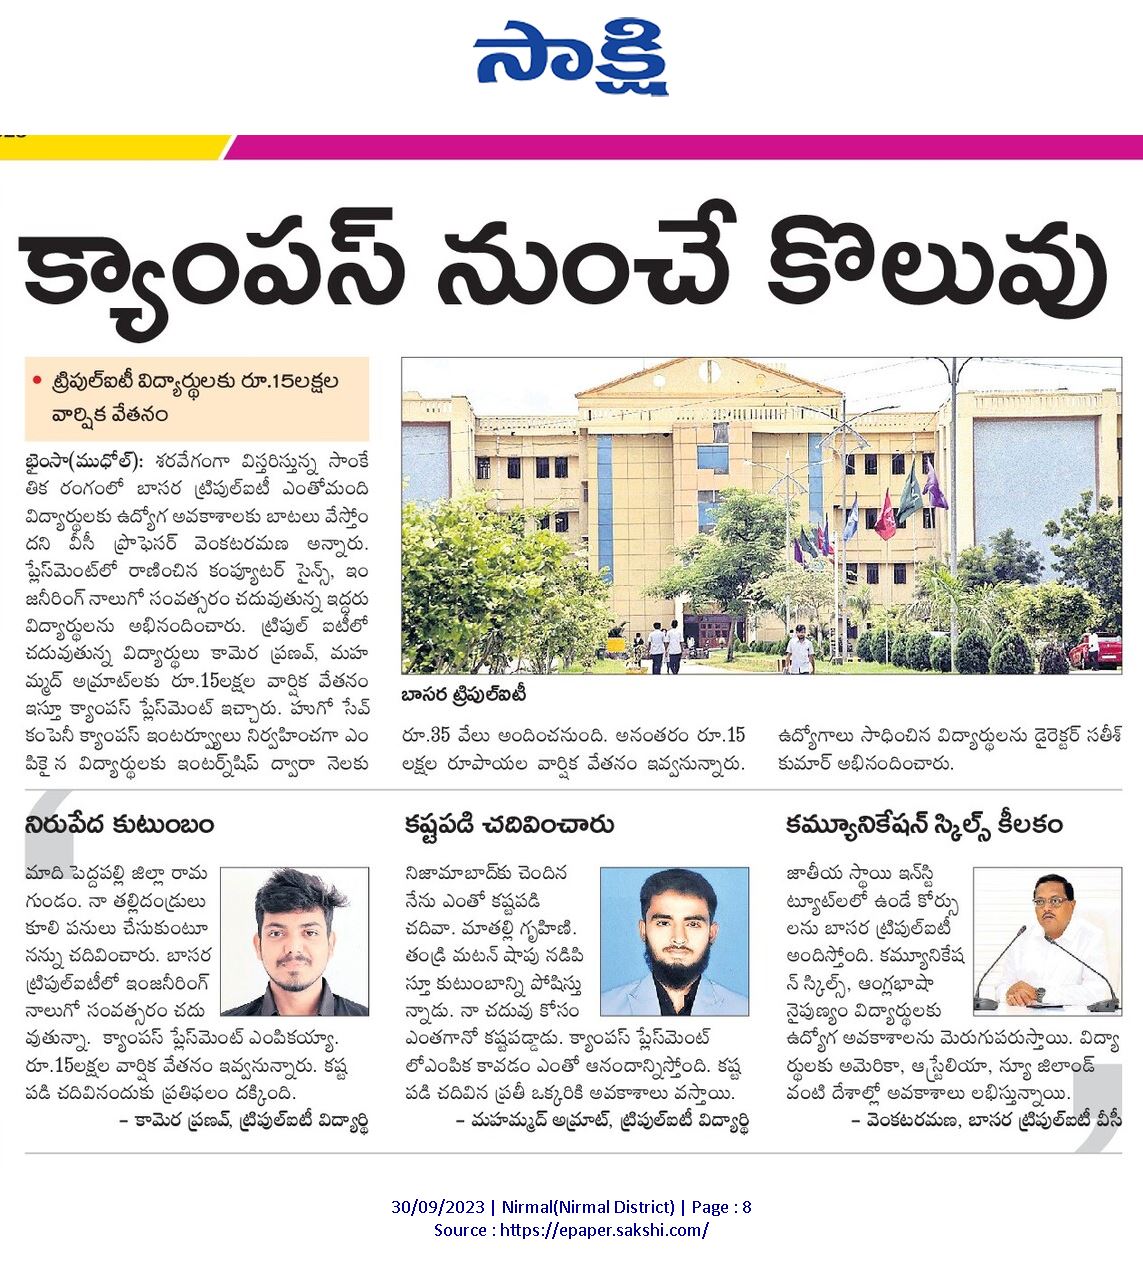 సాక్షి
క్యాంపస్ నుంచే కొలువు
• ట్రిపుల్‌ఐటీ విద్యార్థులకు రూ.15లక్షల
వార్షిక వేతనం
భైంసా(ముధోల్): శరవేగంగా విస్తరిస్తున్న సాంకే
తిక రంగంలో బాసర ట్రిపుల్‌ఐటీ ఎంతోమంది
విద్యార్థులకు ఉద్యోగ అవకాశాలకు బాటలు వేస్తోం
దని వీసీ ప్రొఫెసర్ వెంకటరమణ అన్నారు.
ప్లేస్‌మెంట్‌లో రాణించిన కంప్యూటర్ సైన్స్, ఇం
జనీరింగ్ నాలుగో సంవత్సరం చదువుతున్న ఇద్దరు
విద్యార్థులను అభినందించారు. ట్రిపుల్ ఐటీలో
చదువుతున్న విద్యార్థులు కామెర ప్రణవ్, మహ
మ్మద్ అమ్రాట్‌లకు రూ.15లక్షల వార్షిక వేతనం
ఇస్తూ క్యాంపస్ ప్లేస్‌మెంట్ ఇచ్చారు. హుగో సేవ్
కంపెనీ క్యాంపస్ ఇంటర్వ్యూలు నిర్వహించగా ఎం
పికైన విద్యార్థులకు ఇంటర్న్‌షిప్ ద్వారా నెలకు
బాసర ట్రిపుల్‌ఐటీ
రూ.35 వేలు అందించనుంది. అనంతరం రూ.15
లక్షల రూపాయల వార్షిక వేతనం ఇవ్వనున్నారు.
ఉద్యోగాలు సాధించిన విద్యార్థులను డైరెక్టర్ సతీశ్
కుమార్ అభినందించారు.
నిరుపేద కుటుంబం
మాది పెద్దపల్లి జిల్లా రామ
గుండం. నా తల్లిదండ్రులు
కూలి పనులు చేసుకుంటూ
నన్ను చదివించారు. బాసర
ట్రిపుల్‌ఐటీలో ఇంజనీరింగ్
నాలుగో సంవత్సరం చదు
వుతున్నా. క్యాంపస్ ప్లేస్‌మెంట్ ఎంపికయ్యా.
రూ.15లక్షల వార్షిక వేతనం ఇవ్వనున్నారు. కష్ట
పడి చదివినందుకు ప్రతిఫలం దక్కింది.
– కామెర ప్రణవ్, ట్రిపుల్‌ఐటీ విద్యార్థి
కష్టపడి చదివించారు
నిజామాబాద్‌కు చెందిన
నేను ఎంతో కష్టపడి
చదివా. మాతల్లి గృహిణి.
తండ్రి మటన్ షాపు నడిపి
స్తూ కుటుంబాన్ని పోషిస్తు
న్నాడు. నా చదువు కోసం
ఎంతగానో కష్టపడ్డాడు. క్యాంపస్ ప్లేస్‌మెంట్
లోఎంపిక కావడం ఎంతో ఆనందాన్నిస్తోంది. కష్ట
పడి చదివిన ప్రతీ ఒక్కరికి అవకాశాలు వస్తాయి.
– మహమ్మద్ అమ్రాట్, ట్రిపుల్‌ఐటీ విద్యార్థి
కమ్యూనికేషన్ స్కిల్స్ కీలకం
జాతీయ స్థాయి ఇన్‌స్టి
ట్యూట్‌లలో ఉండే కోర్సు
లను బాసర ట్రిపుల్‌ఐటీ
అందిస్తోంది. కమ్యూనికేష
న్ స్కిల్స్, ఆంగ్లభాషా
నైపుణ్యం విద్యార్థులకు
ఉద్యోగ అవకాశాలను మెరుగుపరుస్తాయి. విద్యా
ర్థులకు అమెరికా, ఆస్ట్రేలియా, న్యూ జిలాండ్
వంటి దేశాల్లో అవకాశాలు లభిస్తున్నాయి.
– వెంకటరమణ, బాసర ట్రిపుల్‌ఐటీ వీసీ
30/09/2023 | Nirmal(Nirmal District) | Page : 8
Source : https://epaper.sakshi.com/